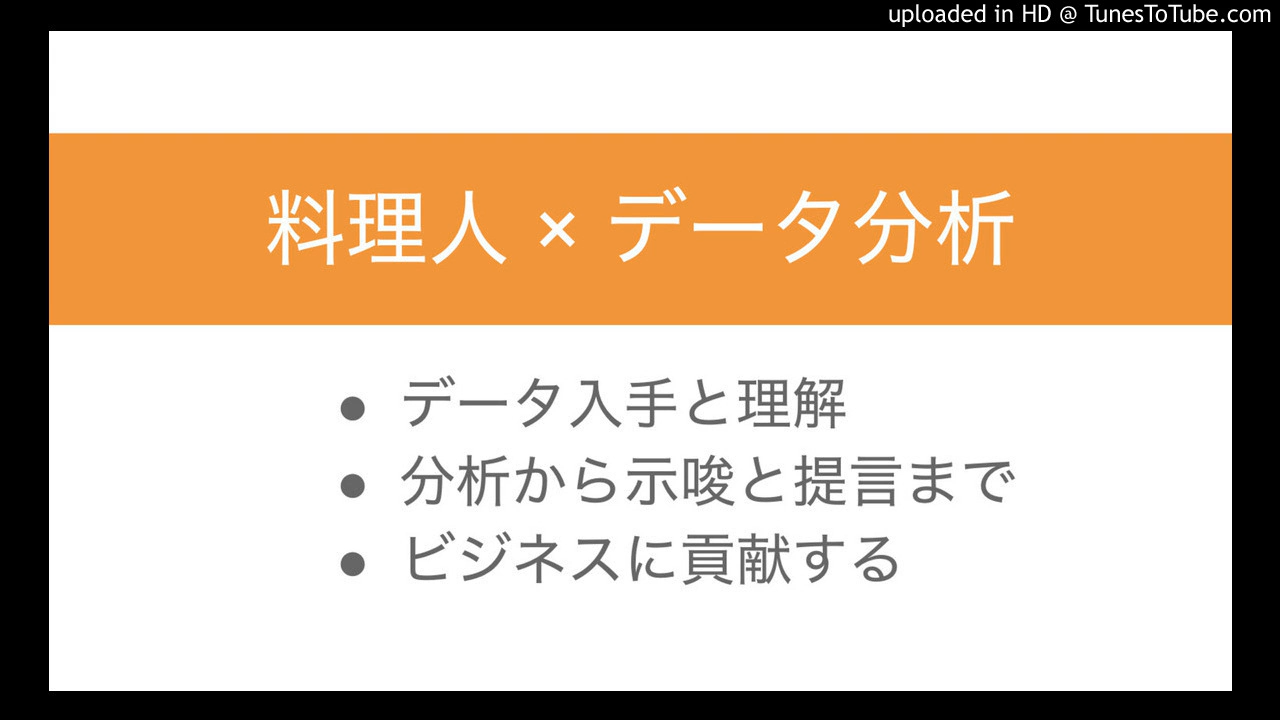 uploaded in HD @ TunesToTube.com
料理人 × データ分析
● データ入手と理解
● 分析から示唆と提言まで
● ビジネスに貢献する